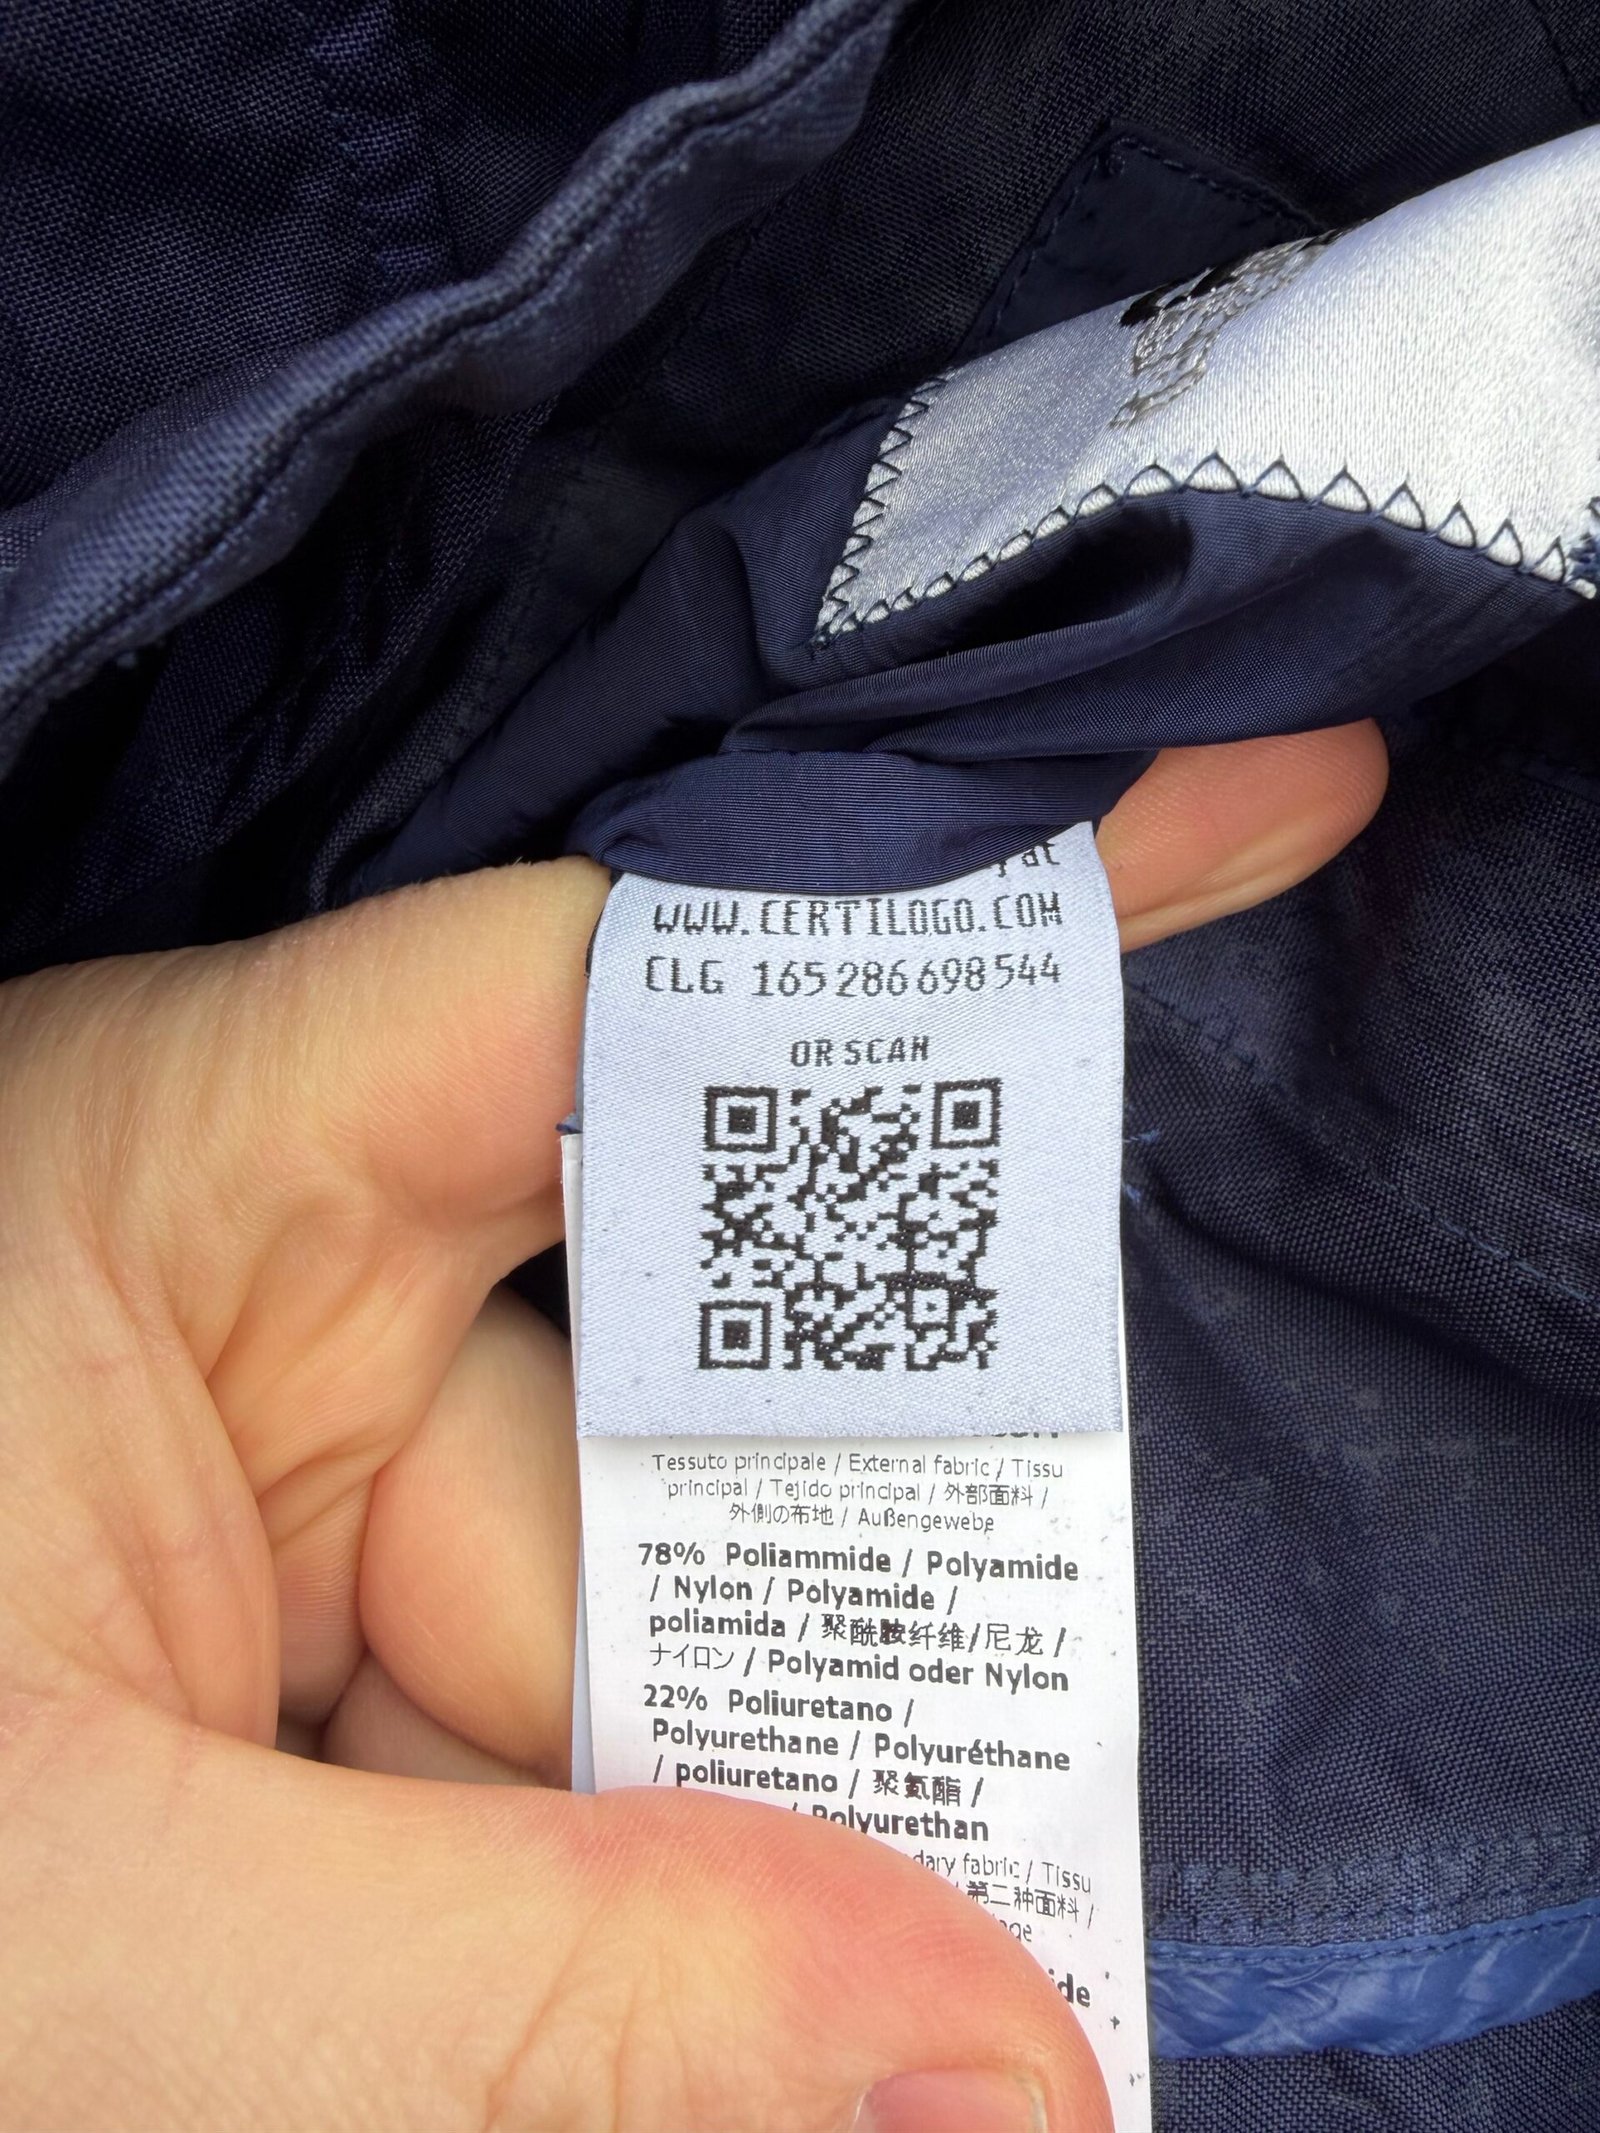 at
WWW.CERTILOGO.COM
CLG 165286698544
OR SCAN
Tessuto principale / External fabric / Tissu
principal / Tejido principal / 外部面料 /
外側の布地 / Außengewebe
78% Poliammide / Polyamide
/ Nylon / Polyamide /
poliamida / 聚酰胺纤维/尼龙 /
ナイロン / Polyamid oder Nylon
22% Poliuretano /
Polyurethane / Polyuréthane
/ poliuretano / 聚氨酯 /
/ Polyurethan
fabric / Tissu
/ 第二种面料 /